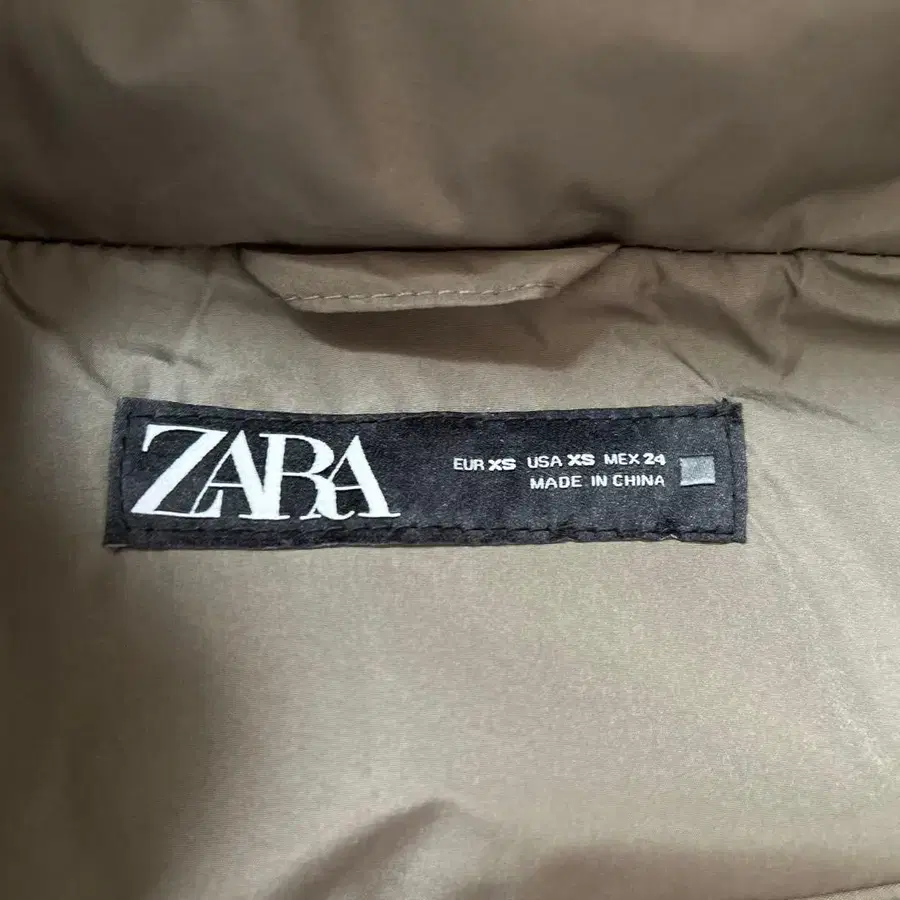 ZARA
EUR XS USA XS MEX 24
MADE IN CHINA